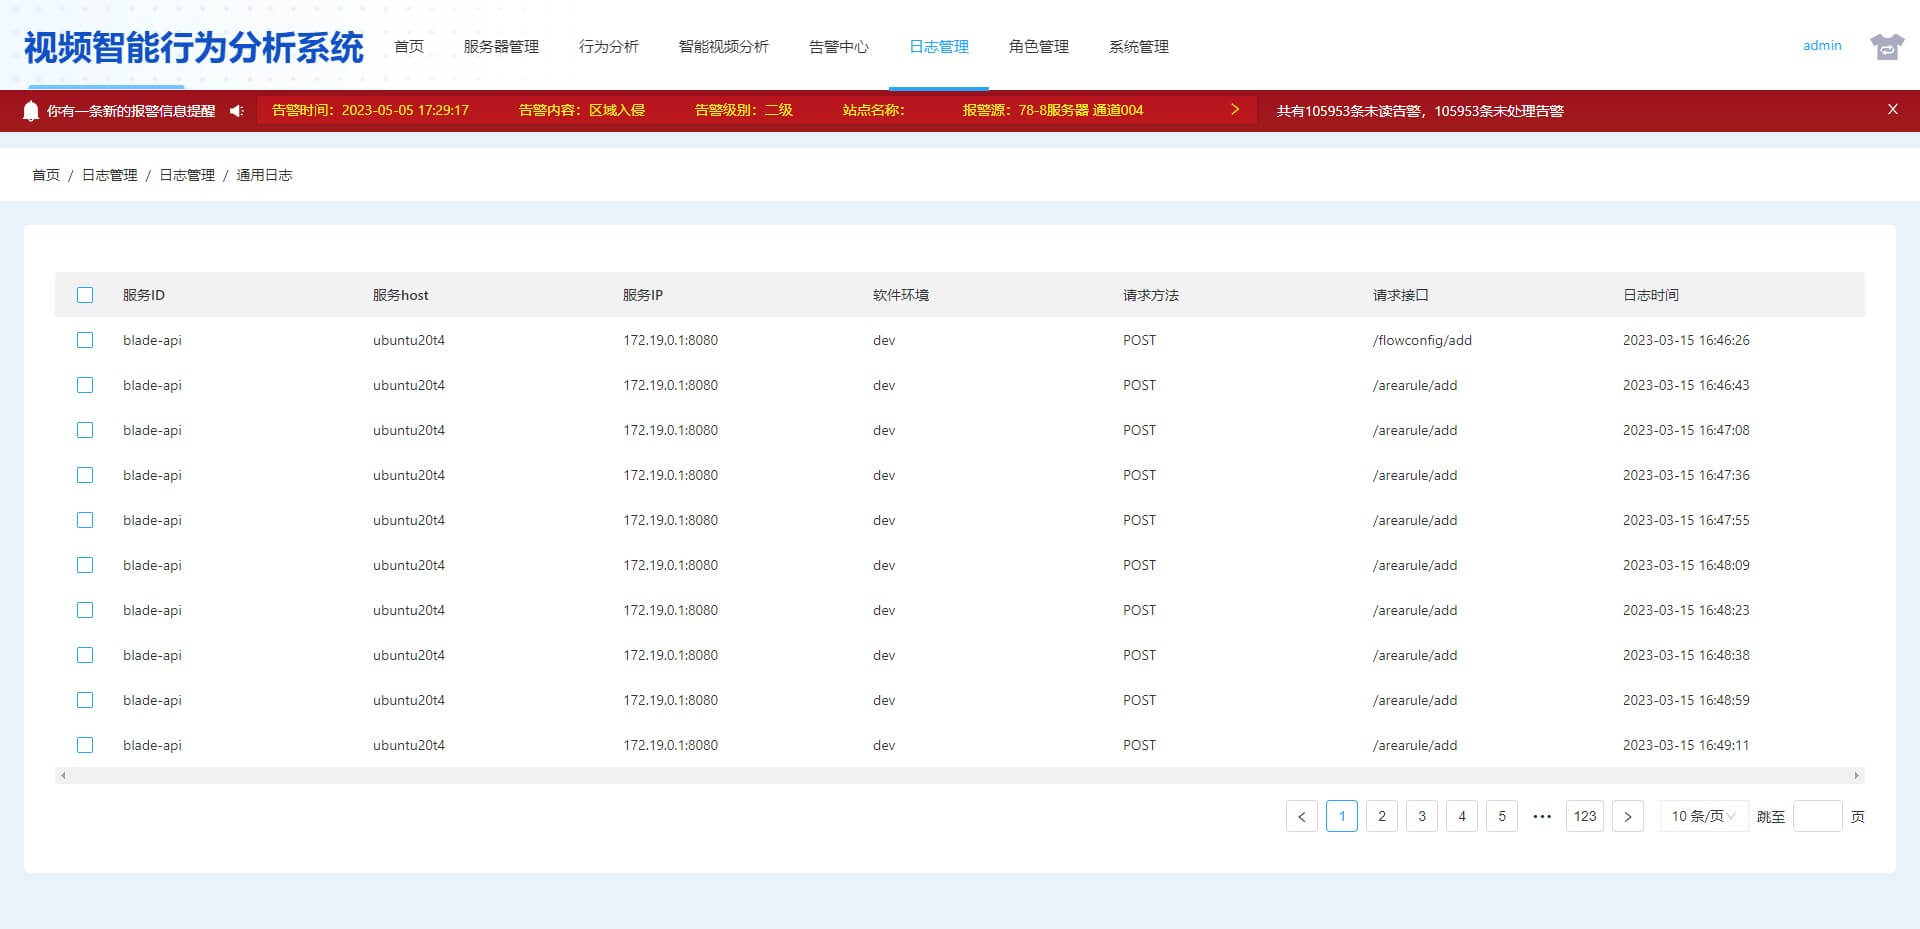 视频智能行为分析系统 首页 服务器管理 行为分析 智能视频分析 告警中心 日志管理 角色管理 系统管理 admin
你有一条新的报警信息提醒 告警时间：2023-05-05 17:29:17 告警内容：区域入侵 告警级别：二级 站点名称： 报警源：78-8服务器 通道004 > 共有105953条未读告警，105953条未处理告警 X
首页 / 日志管理 / 日志管理 / 通用日志
服务ID 服务host 服务IP 软件环境 请求方法 请求接口 日志时间
blade-api ubuntu20t4 172.19.0.1:8080 dev POST /flowconfig/add 2023-03-15 16:46:26
blade-api ubuntu20t4 172.19.0.1:8080 dev POST /arearule/add 2023-03-15 16:46:43
blade-api ubuntu20t4 172.19.0.1:8080 dev POST /arearule/add 2023-03-15 16:47:08
blade-api ubuntu20t4 172.19.0.1:8080 dev POST /arearule/add 2023-03-15 16:47:36
blade-api ubuntu20t4 172.19.0.1:8080 dev POST /arearule/add 2023-03-15 16:47:55
blade-api ubuntu20t4 172.19.0.1:8080 dev POST /arearule/add 2023-03-15 16:48:09
blade-api ubuntu20t4 172.19.0.1:8080 dev POST /arearule/add 2023-03-15 16:48:23
blade-api ubuntu20t4 172.19.0.1:8080 dev POST /arearule/add 2023-03-15 16:48:38
blade-api ubuntu20t4 172.19.0.1:8080 dev POST /arearule/add 2023-03-15 16:48:59
blade-api ubuntu20t4 172.19.0.1:8080 dev POST /arearule/add 2023-03-15 16:49:11
< 1 2 3 4 5 ••• 123 > 10 条/页 跳至 页